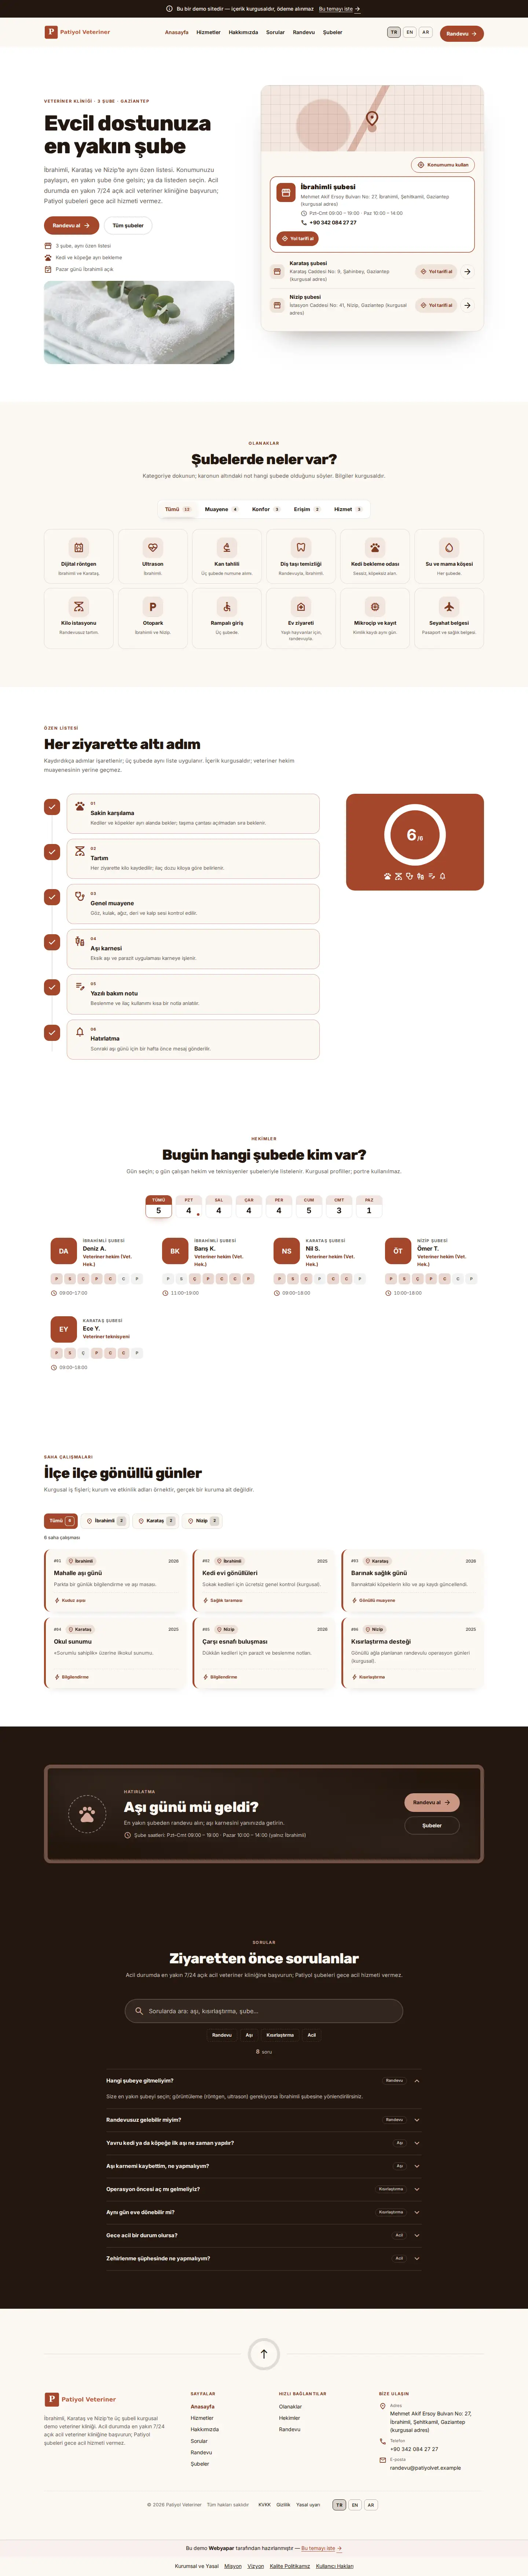 Bu bir demo sitedir — içerik kurgusaldır, ödeme alınmaz Bu temayı iste →
P Patiyol Veteriner
Anasayfa Hizmetler Hakkımızda Sorular Randevu Şubeler
TR EN AR
Randevu →
VETERİNER KLİNİĞİ · 3 ŞUBE · GAZİANTEP
Evcil dostunuza
en yakın şube
İbrahimli, Karataş ve Nizip'te aynı özen listesi. Konumunuzu
paylaşın, en yakın şube öne gelsin; ya da listeden seçin. Acil
durumda en yakın 7/24 açık acil veteriner kliniğine başvurun;
Patiyol şubeleri gece acil hizmeti vermez.
Randevu al →
Tüm şubeler
3 şube, aynı özen listesi
Kedi ve köpeğe ayrı bekleme
Pazar günü İbrahimli açık
Konumumu kullan
İbrahimli şubesi
Mehmet Akif Ersoy Bulvarı No: 27, İbrahimli, Şehitkamil, Gaziantep
(kurgusal adres)
Pzt–Cmt 09:00 – 19:00 · Paz 10:00 – 14:00
+90 342 084 27 27
Yol tarifi al
Karataş şubesi
Karataş Caddesi No: 9, Şahinbey, Gaziantep
(kurgusal adres)
Yol tarifi al
Nizip şubesi
İstasyon Caddesi No: 41, Nizip, Gaziantep (kurgusal
adres)
Yol tarifi al
OLANAKLAR
Şubelerde neler var?
Kategoriye dokunun; karonun altındaki not hangi şubede olduğunu söyler. Bilgiler kurgusaldır.
Tümü 12
Muayene 4
Konfor 3
Erişim 2
Hizmet 3
Dijital röntgen
İbrahimli ve Karataş.
Ultrason
İbrahimli.
Kan tahlili
Üç şubede numune alımı.
Diş taşı temizliği
Randevuyla, İbrahimli.
Kedi bekleme odası
Sessiz, köpeksiz alan.
Su ve mama köşesi
Her şubede.
Kilo istasyonu
Randevusuz tartım.
Otopark
İbrahimli ve Nizip.
Rampalı giriş
Üç şubede.
Ev ziyareti
Yaşlı hayvanlar için, randevuyla.
Mikroçip ve kayıt
Kimlik kaydı aynı gün.
Seyahat belgesi
Pasaport ve sağlık belgesi.
ÖZEN LİSTESİ
Her ziyarette altı adım
Kaydırdıkça adımlar işaretlenir; üç şubede aynı liste uygulanır. İçerik kurgusaldır; veteriner hekim
muayenesinin yerine geçmez.
01
Sakin karşılama
Kediler ve köpekler ayrı alanda bekler; taşıma çantası açılmadan sıra beklenir.
02
Tartım
Her ziyarette kilo kaydedilir; ilaç dozu kiloya göre belirlenir.
03
Genel muayene
Göz, kulak, ağız, deri ve kalp sesi kontrol edilir.
04
Aşı karnesi
Eksik aşı ve parazit uygulaması karneye işlenir.
05
Yazılı bakım notu
Beslenme ve ilaç kullanımı kısa bir notla anlatılır.
06
Hatırlatma
Sonraki aşı günü için bir hafta önce mesaj gönderilir.
6/6
HEKİMLER
Bugün hangi şubede kim var?
Gün seçin; o gün çalışan hekim ve teknisyenler şubeleriyle listelenir. Kurgusal profiller; portre kullanılmaz.
TÜMÜ 5
PZT 4
SAL 4
ÇAR 4
PER 4
CUM 5
CMT 3
PAZ 1
DA
İBRAHİMLİ ŞUBESİ
Deniz A.
Veteriner hekim (Vet. Hek.)
P S Ç P C C P
09:00–17:00
BK
İBRAHİMLİ ŞUBESİ
Barış K.
Veteriner hekim (Vet. Hek.)
P S Ç P C C P
11:00–19:00
NS
KARATAŞ ŞUBESİ
Nil S.
Veteriner hekim (Vet. Hek.)
P S Ç P C C P
09:00–18:00
ÖT
NİZİP ŞUBESİ
Ömer T.
Veteriner hekim (Vet. Hek.)
P S Ç P C C P
10:00–18:00
EY
KARATAŞ ŞUBESİ
Ece Y.
Veteriner teknisyeni
P S Ç P C C P
09:00–18:00
SAHA ÇALIŞMALARI
İlçe ilçe gönüllü günler
Kurgusal iş fişleri; kurum ve etkinlik adları örnektir, gerçek bir kuruma ait değildir.
Tümü 6
İbrahimli 2
Karataş 2
Nizip 2
6 saha çalışması
#01 İbrahimli 2026
Mahalle aşı günü
Parkta bir günlük bilgilendirme ve aşı masası.
Kuduz aşısı
#02 İbrahimli 2025
Kedi evi gönüllüleri
Sokak kedileri için ücretsiz genel kontrol (kurgusal).
Sağlık taraması
#03 Karataş 2026
Barınak sağlık günü
Barınaktaki köpeklerin kilo ve aşı kaydı güncellendi.
Gönüllü muayene
#04 Karataş 2025
Okul sunumu
«Sorumlu sahiplik» üzerine ilkokul sunumu.
Bilgilendirme
#05 Nizip 2026
Çarşı esnafı buluşması
Dükkân kedileri için parazit ve beslenme notları.
Bilgilendirme
#06 Nizip 2025
Kısırlaştırma desteği
Gönüllü ağla planlanan randevulu operasyon günleri
(kurgusal).
Kısırlaştırma
HATIRLATMA
Aşı günü mü geldi?
En yakın şubeden randevu alın; aşı karnesini yanınızda getirin.
Şube saatleri: Pzt–Cmt 09:00 – 19:00 · Pazar 10:00 – 14:00 (yalnız İbrahimli)
Randevu al →
Şubeler
SORULAR
Ziyaretten önce sorulanlar
Acil durumda en yakın 7/24 açık acil veteriner kliniğine başvurun; Patiyol şubeleri gece acil hizmeti vermez.
Sorularda ara: aşı, kısırlaştırma, şube…
Randevu Aşı Kısırlaştırma Acil
8 soru
Hangi şubeye gitmeliyim? Randevu
Size en yakın şubeyi seçin; görüntüleme (röntgen, ultrason) gerekiyorsa İbrahimli şubesine yönlendirilirsiniz.
Randevusuz gelebilir miyim? Randevu
Yavru kedi ya da köpeğe ilk aşı ne zaman yapılır? Aşı
Aşı karnemi kaybettim, ne yapmalıyım? Aşı
Operasyon öncesi aç mı gelmeliyiz? Kısırlaştırma
Aynı gün eve dönebilir mi? Kısırlaştırma
Gece acil bir durum olursa? Acil
Zehirlenme şüphesinde ne yapmalıyım? Acil
P Patiyol Veteriner
İbrahimli, Karataş ve Nizip'te üç şubeli kurgusal
demo veteriner kliniği. Acil durumda en yakın 7/24
açık acil veteriner kliniğine başvurun; Patiyol
şubeleri gece acil hizmeti vermez.
SAYFALAR
Anasayfa
Hizmetler
Hakkımızda
Sorular
Randevu
Şubeler
HIZLI BAĞLANTILAR
Olanaklar
Hekimler
Randevu
BİZE ULAŞIN
Adres
Mehmet Akif Ersoy Bulvarı No: 27,
İbrahimli, Şehitkamil, Gaziantep
(kurgusal adres)
Telefon
+90 342 084 27 27
E-posta
randevu@patiyolvet.example
© 2026 Patiyol Veteriner Tüm hakları saklıdır KVKK Gizlilik Yasal uyarı TR EN AR
Bu demo Webyapar tarafından hazırlanmıştır — Bu temayı iste →
Kurumsal ve Yasal Misyon Vizyon Kalite Politikamız Kullanıcı Hakları